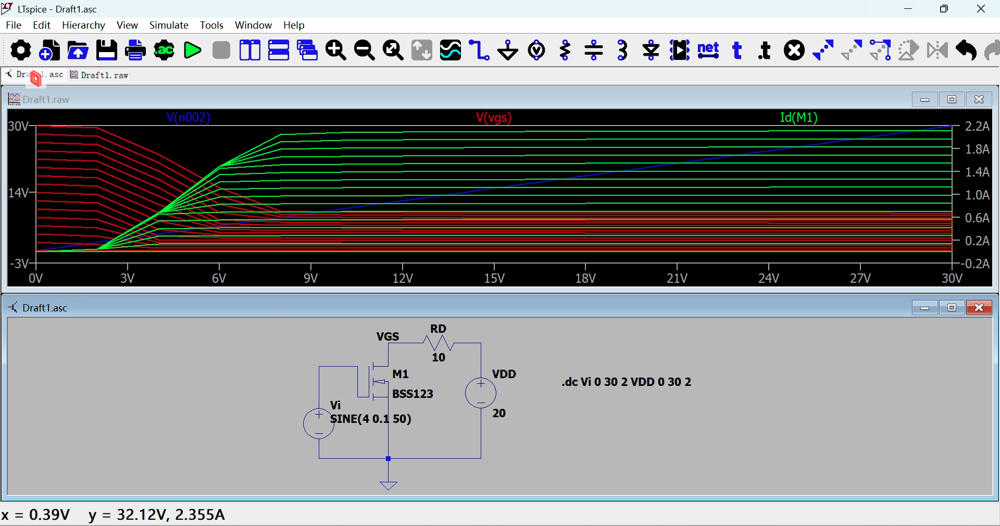 LTspice - Draft1.asc
File Edit Hierarchy View Simulate Tools Window Help
.ac net t .t
.asc Draft1.raw
Draft1.raw
V(n002) V(vgs) Id(M1)
30V 2.2A
1.8A
1.4A
14V 1.0A
0.6A
0.2A
-3V -0.2A
0V 3V 6V 9V 12V 15V 18V 21V 24V 27V 30V
Draft1.asc
RD
VGS
10
M1 VDD
.dc Vi 0 30 2 VDD 0 30 2
BSS123
Vi
20
SINE(4 0.1 50)
x = 0.39V y = 32.12V, 2.355A